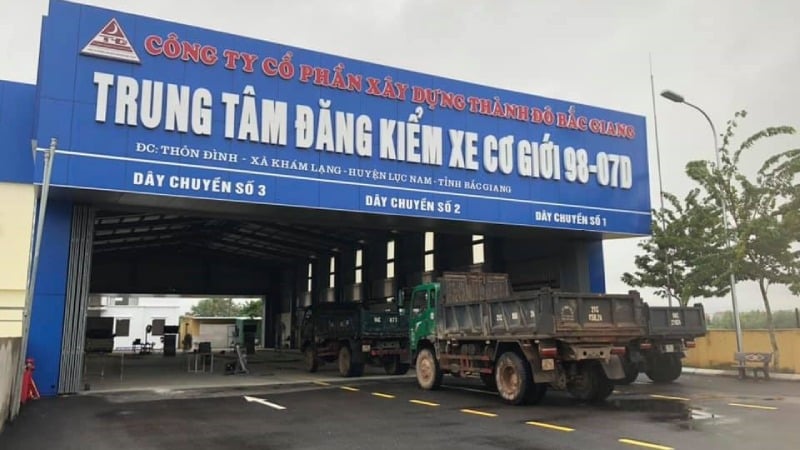 TĐ
CÔNG TY CỔ PHẦN XÂY DỰNG THÀNH ĐÔ BẮC GIANG
TRUNG TÂM ĐĂNG KIỂM XE CƠ GIỚI 98-07D
ĐC: THÔN ĐÌNH - XÃ KHÁM LẠNG - HUYỆN LỤC NAM - TỈNH BẮC GIANG
DÂY CHUYỀN SỐ 3
DÂY CHUYỀN SỐ 2
DÂY CHUYỀN SỐ 1